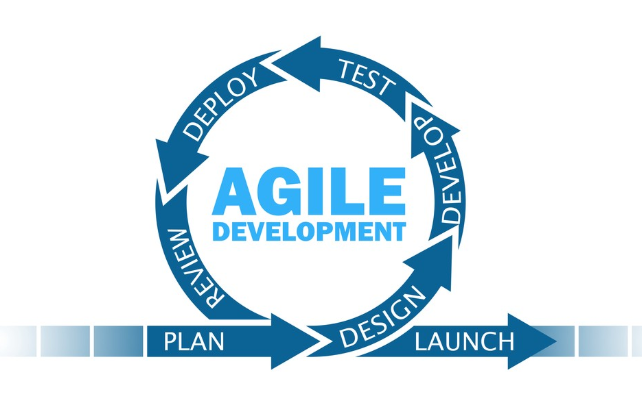 AGILE
DEVELOPMENT
PLAN
DESIGN
DEVELOP
TEST
DEPLOY
REVIEW
LAUNCH